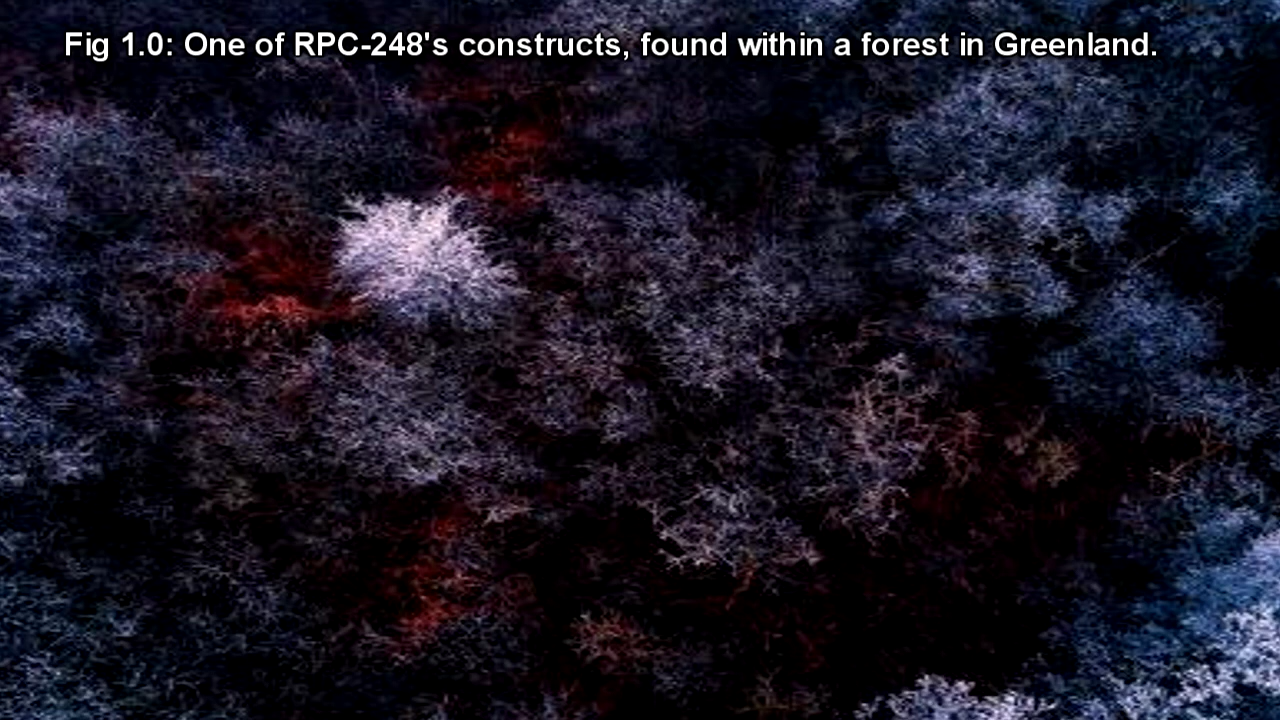 Fig 1.0: One of RPC-248's constructs, found within a forest in Greenland.